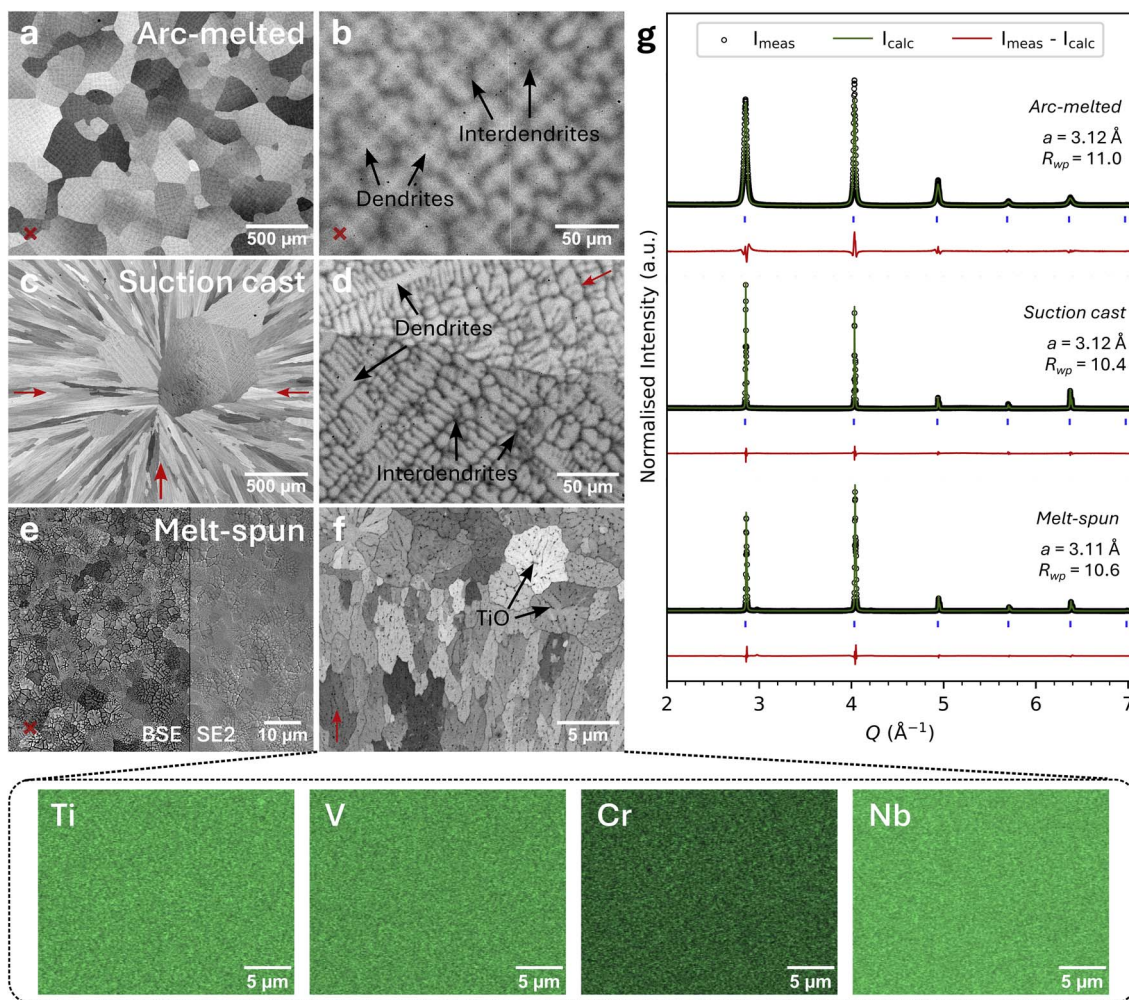 a Arc-melted
500 µm
b
Interdendrites
Dendrites
50 µm
c Suction cast
500 µm
d
Dendrites
Interdendrites
50 µm
e Melt-spun
BSE SE2 10 µm
f
TiO
5 µm
g
I_meas I_calc I_meas - I_calc
Arc-melted
a = 3.12 Å
R_wp = 11.0
Suction cast
a = 3.12 Å
R_wp = 10.4
Melt-spun
a = 3.11 Å
R_wp = 10.6
Normalised Intensity (a.u.)
2 3 4 5 6 7
Q (Å⁻¹)
Ti
5 µm
V
5 µm
Cr
5 µm
Nb
5 µm